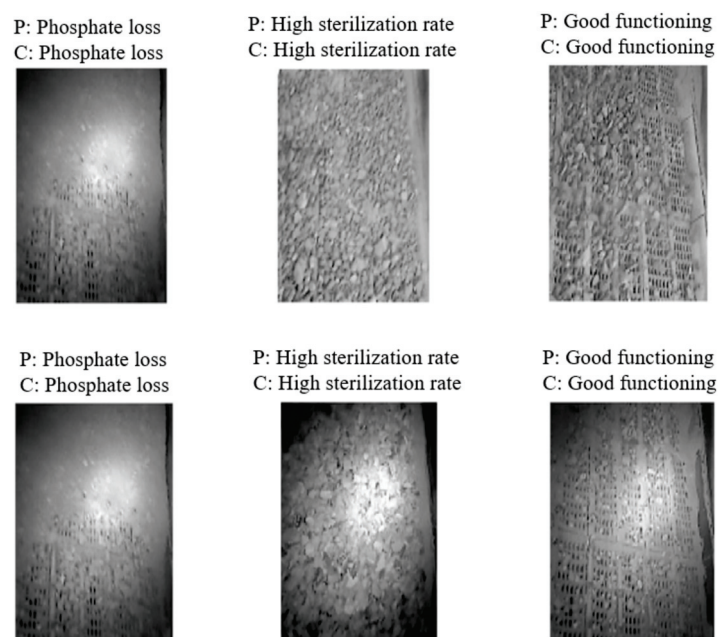 P: Phosphate loss
C: Phosphate loss
P: High sterilization rate
C: High sterilization rate
P: Good functioning
C: Good functioning
P: Phosphate loss
C: Phosphate loss
P: High sterilization rate
C: High sterilization rate
P: Good functioning
C: Good functioning